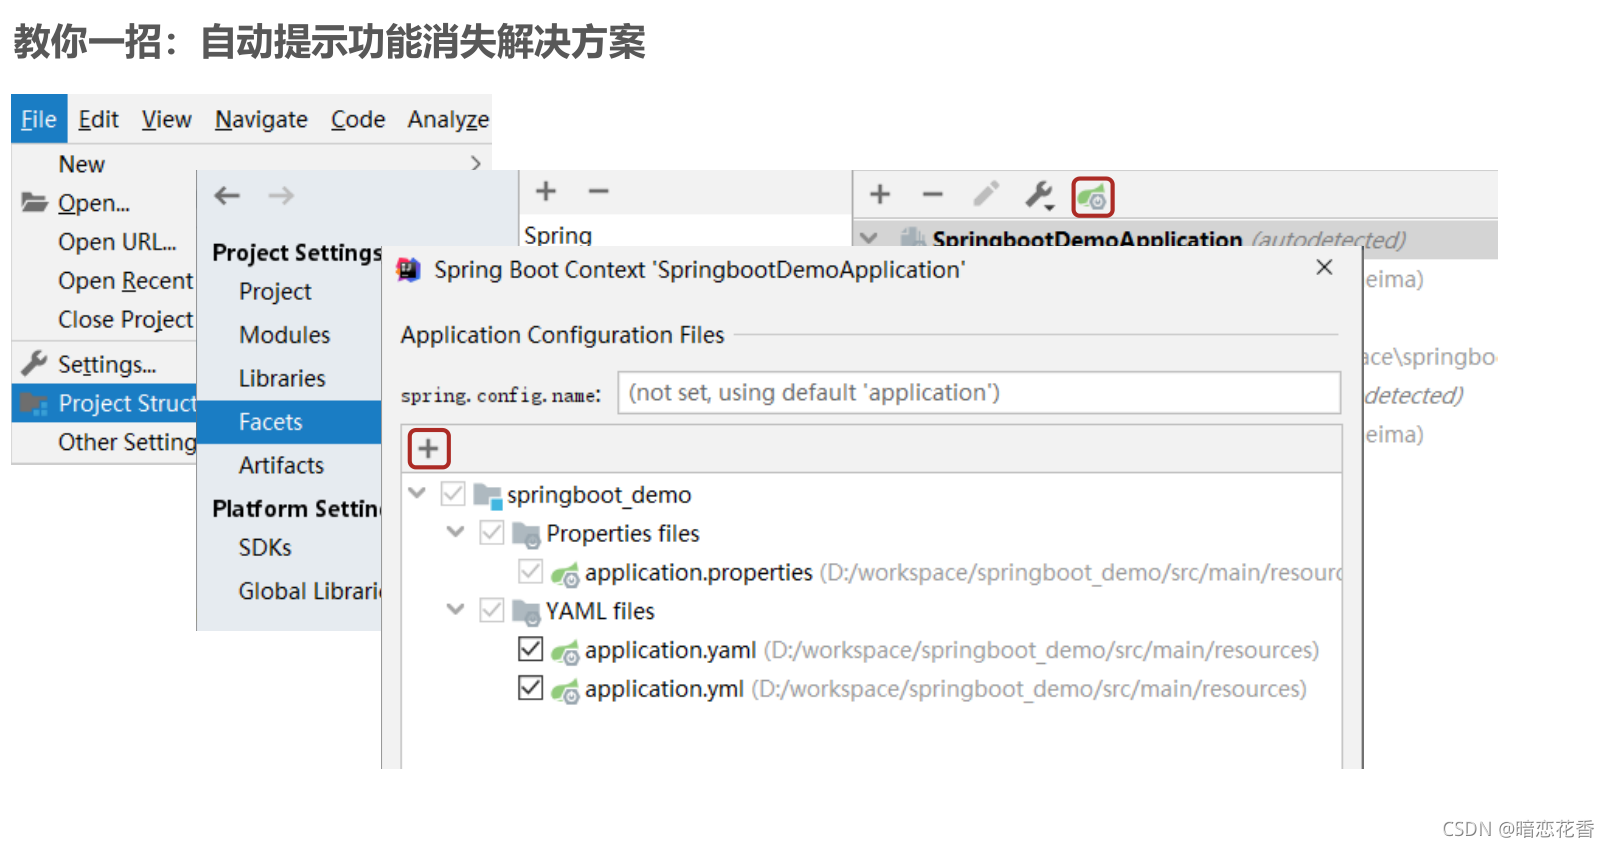 教你一招：自动提示功能消失解决方案
File Edit View Navigate Code Analyze
New
Open...
Open URL...
Open Recent
Close Project
Settings...
Project Struct
Other Setting
Project Settings
Project
Modules
Libraries
Facets
Artifacts
Platform Settin
SDKs
Global Librari
Spring
SpringbootDemoApplication (autodetected)
eima)
ace\springbo
detected)
eima)
Spring Boot Context 'SpringbootDemoApplication'
Application Configuration Files
spring.config.name: (not set, using default 'application')
springboot_demo
Properties files
application.properties (D:/workspace/springboot_demo/src/main/resourc
YAML files
application.yaml (D:/workspace/springboot_demo/src/main/resources)
application.yml (D:/workspace/springboot_demo/src/main/resources)
CSDN @暗恋花香